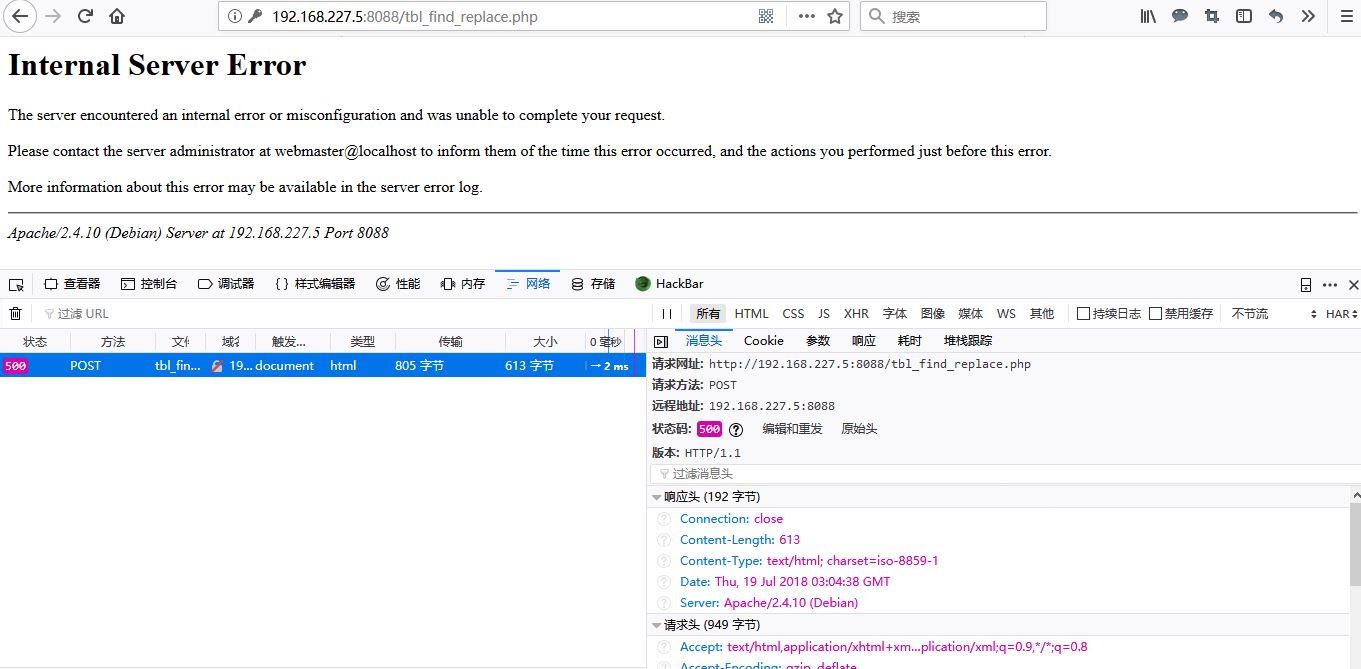 192.168.227.5:8088/tbl_find_replace.php
搜索
Internal Server Error
The server encountered an internal error or misconfiguration and was unable to complete your request.
Please contact the server administrator at webmaster@localhost to inform them of the time this error occurred, and the actions you performed just before this error.
More information about this error may be available in the server error log.
Apache/2.4.10 (Debian) Server at 192.168.227.5 Port 8088
查看器 控制台 调试器 {} 样式编辑器 性能 内存 网络 存储 HackBar
过滤 URL
所有 HTML CSS JS XHR 字体 图像 媒体 WS 其他 持续日志 禁用缓存 不节流 HAR
状态 方法 文件 域名 触发... 类型 传输 大小 0 毫秒
消息头 Cookie 参数 响应 耗时 堆栈跟踪
500 POST tbl_fin... 19... document html 805 字节 613 字节 → 2 ms
请求网址: http://192.168.227.5:8088/tbl_find_replace.php
请求方法: POST
远程地址: 192.168.227.5:8088
状态码: 500 ? 编辑和重发 原始头
版本: HTTP/1.1
过滤消息头
响应头 (192 字节)
? Connection: close
? Content-Length: 613
? Content-Type: text/html; charset=iso-8859-1
? Date: Thu, 19 Jul 2018 03:04:38 GMT
? Server: Apache/2.4.10 (Debian)
请求头 (949 字节)
? Accept: text/html,application/xhtml+xm...plication/xml;q=0.9,*/*;q=0.8
? Accept-Encoding: gzip, deflate